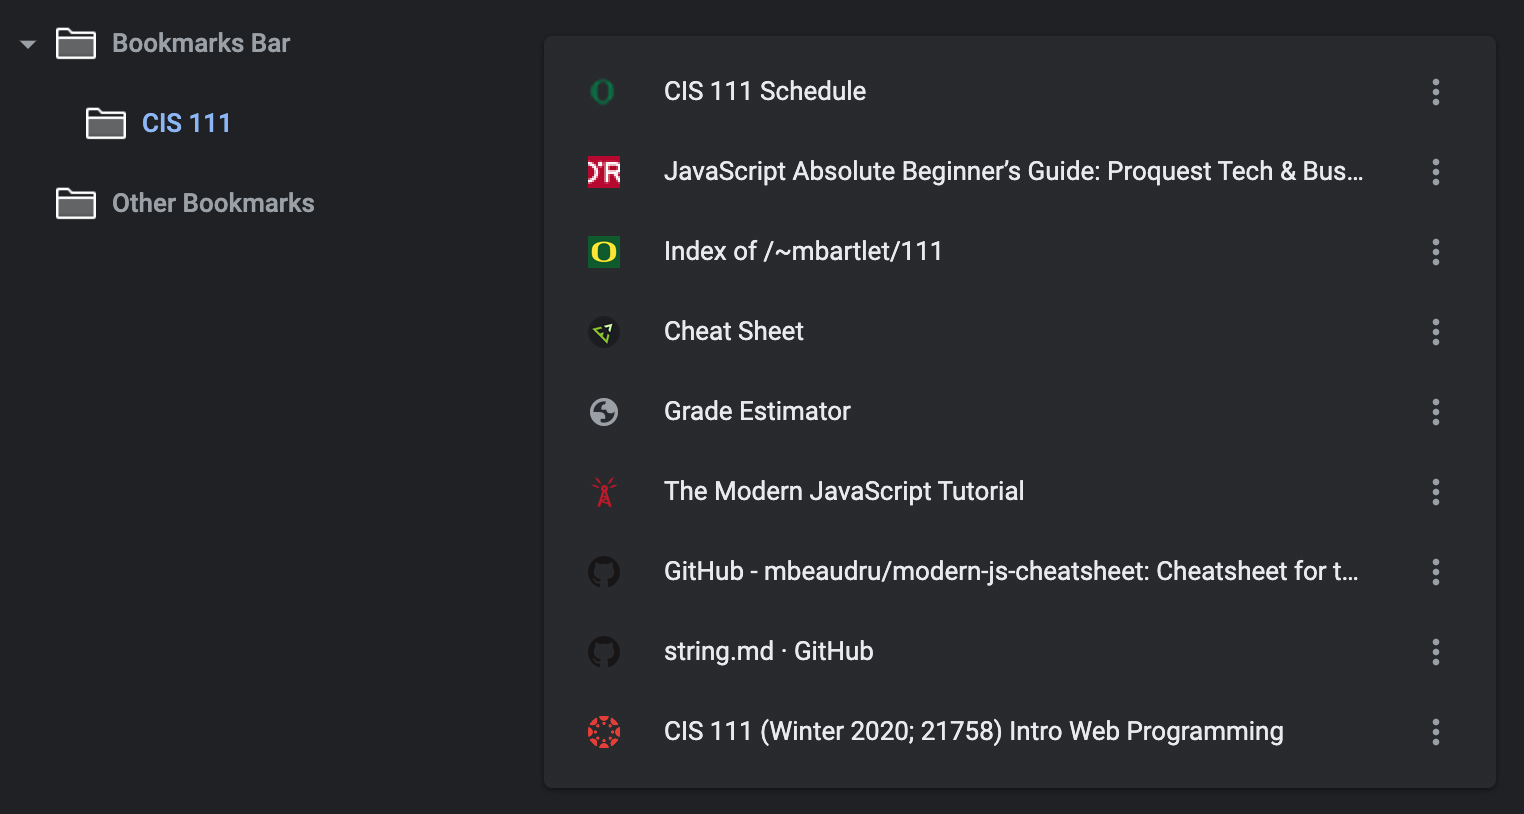 Bookmarks Bar
CIS 111
Other Bookmarks
CIS 111 Schedule
JavaScript Absolute Beginner’s Guide: Proquest Tech & Bus...
Index of /~mbartlet/111
Cheat Sheet
Grade Estimator
The Modern JavaScript Tutorial
GitHub - mbeaudru/modern-js-cheatsheet: Cheatsheet for t...
string.md · GitHub
CIS 111 (Winter 2020; 21758) Intro Web Programming